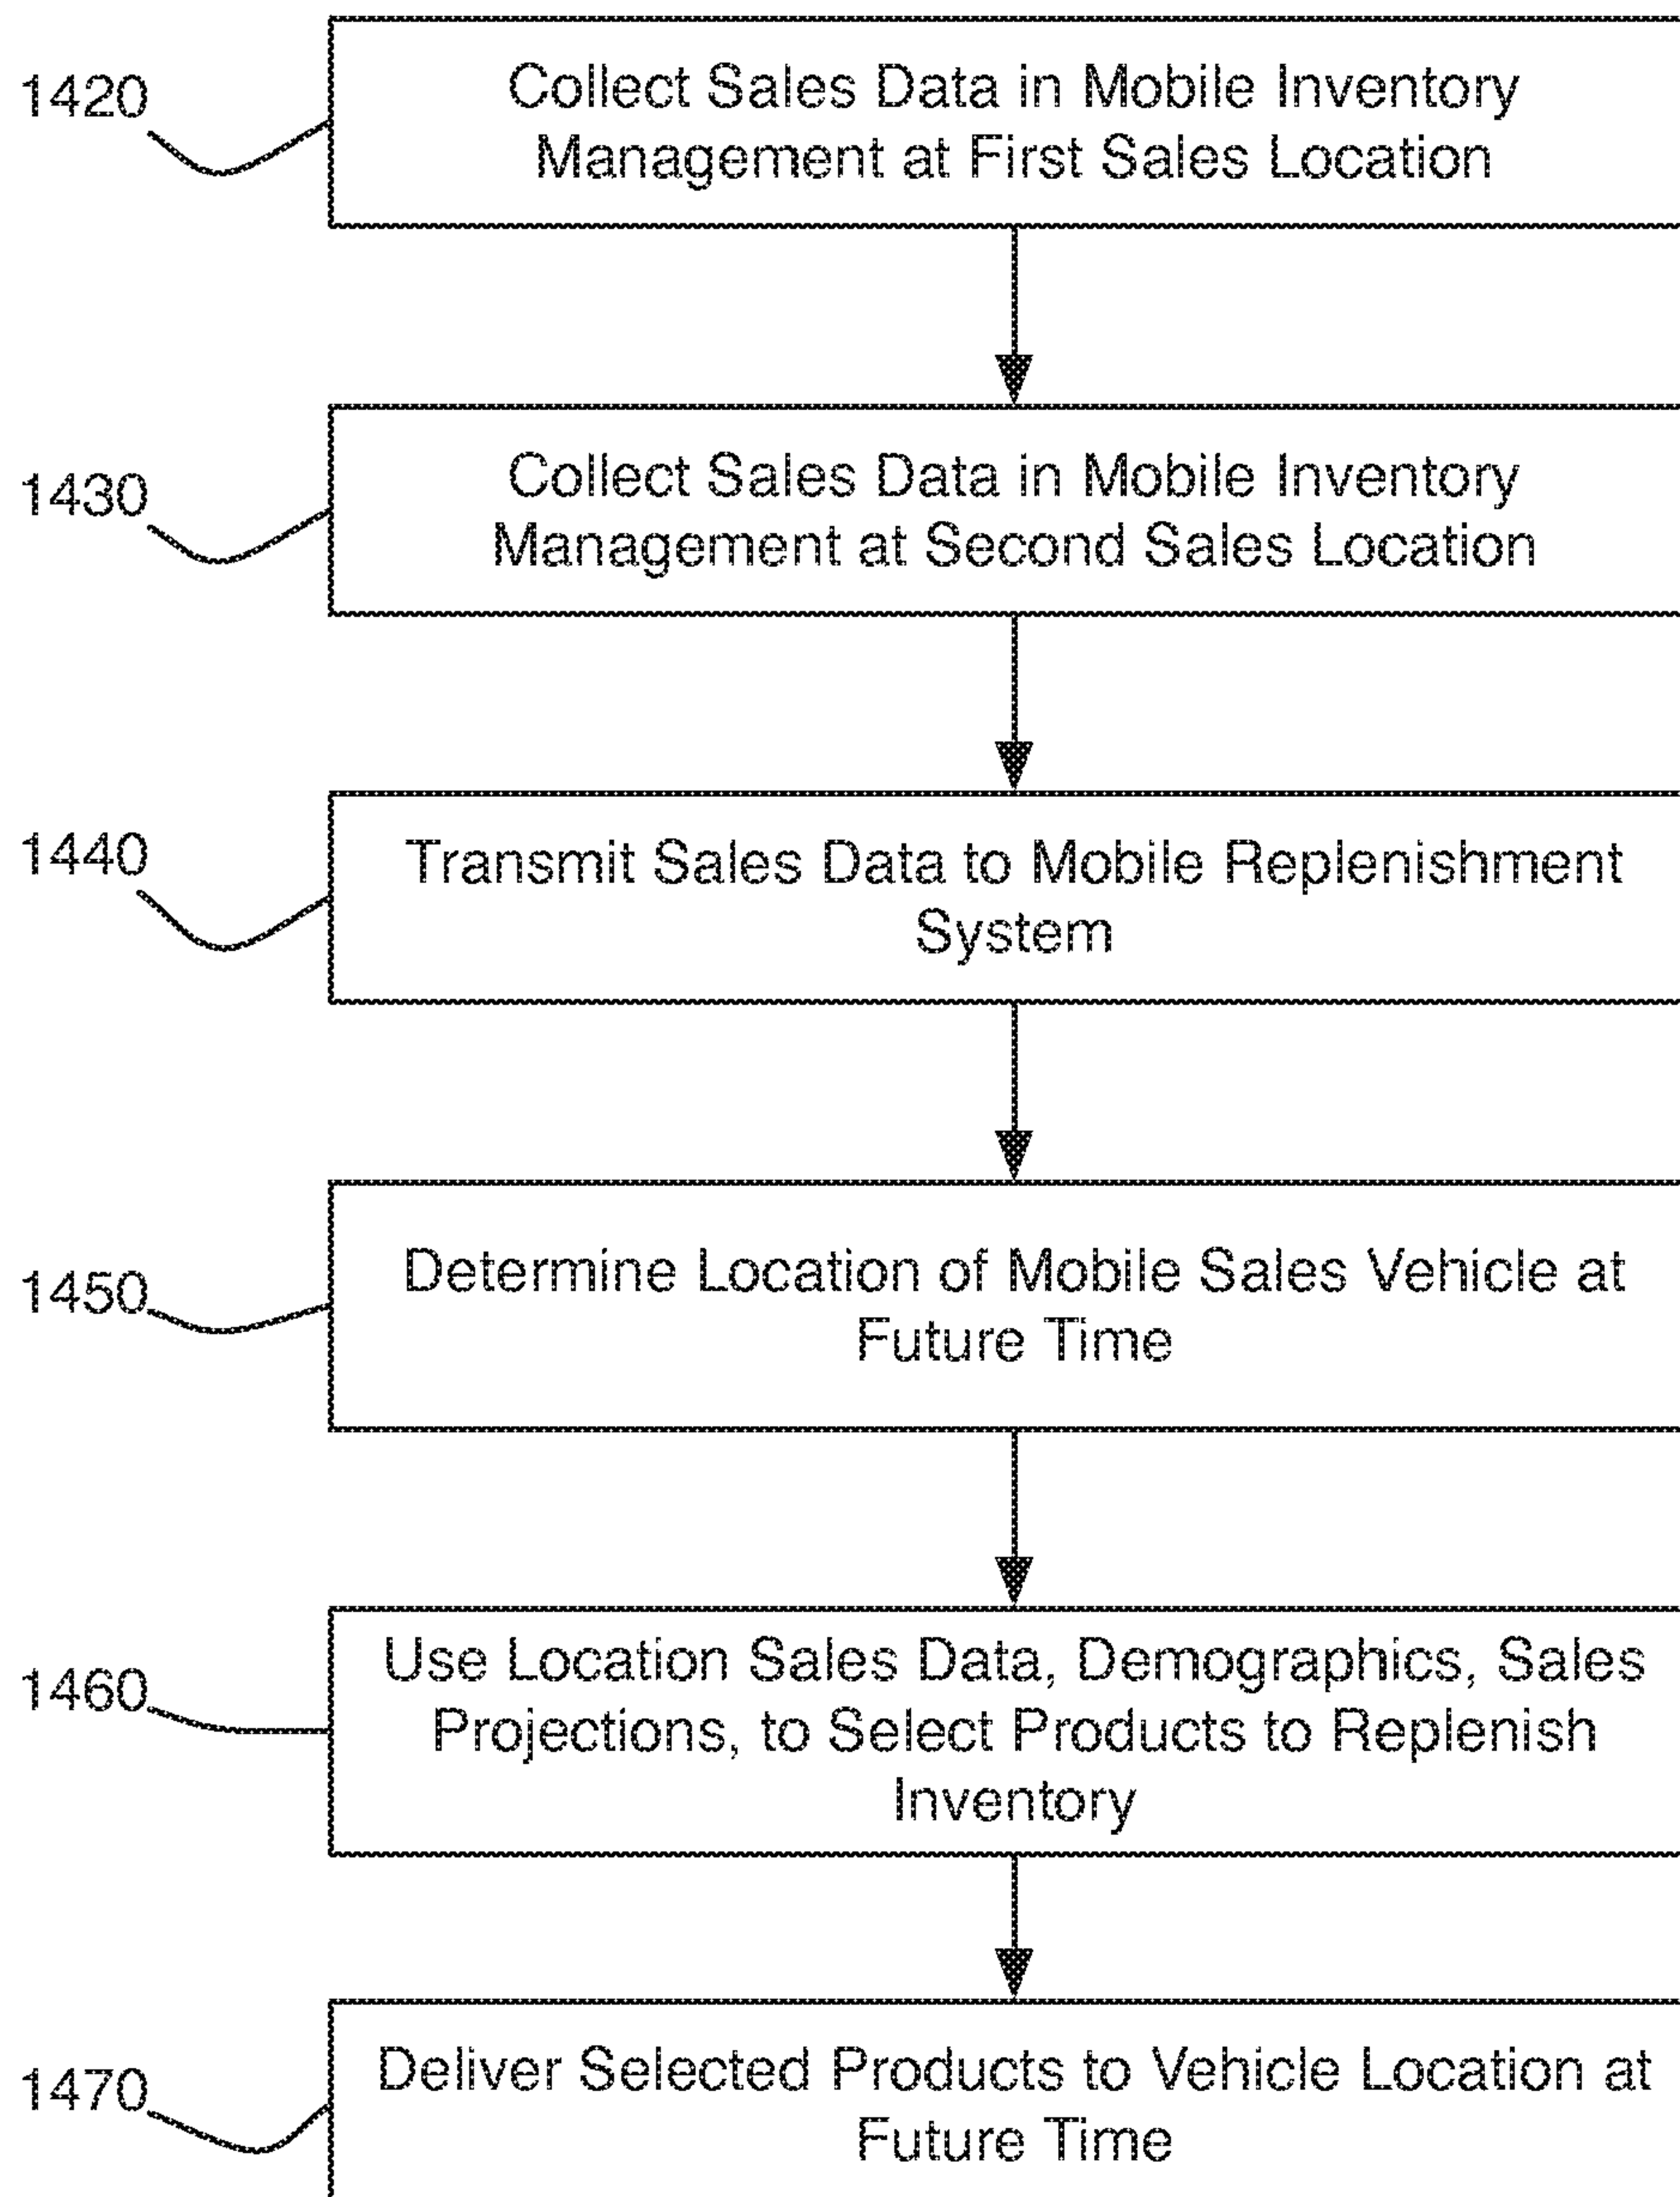 1420
Collect Sales Data in Mobile Inventory
Management at First Sales Location
1430
Collect Sales Data in Mobile Inventory
Management at Second Sales Location
1440
Transmit Sales Data to Mobile Replenishment
System
1450
Determine Location of Mobile Sales Vehicle at
Future Time
1460
Use Location Sales Data, Demographics, Sales
Projections, to Select Products to Replenish
Inventory
1470
Deliver Selected Products to Vehicle Location at
Future Time